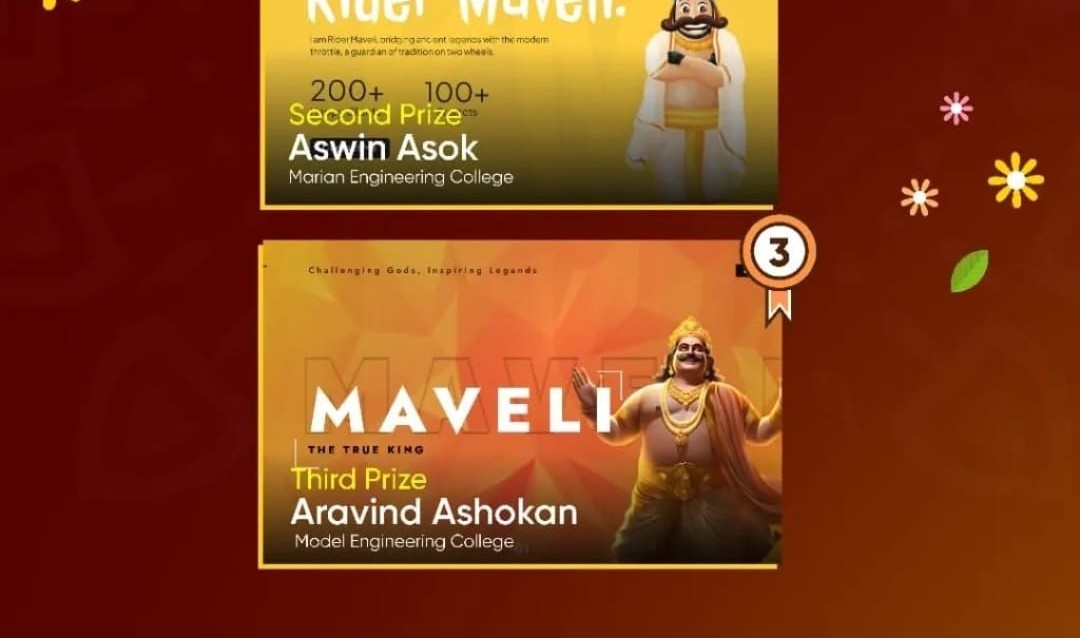 Rider Maveli.
I am Rider Maveli, bridging ancient legends with the modern
throttle, a guardian of tradition on two wheels.
200+ 100+
Second Prize
Aswin Asok
Marian Engineering College
3
Challenging Gods, Inspiring Legends
MAVELI
MAVELI
THE TRUE KING
Third Prize
Aravind Ashokan
Model Engineering College